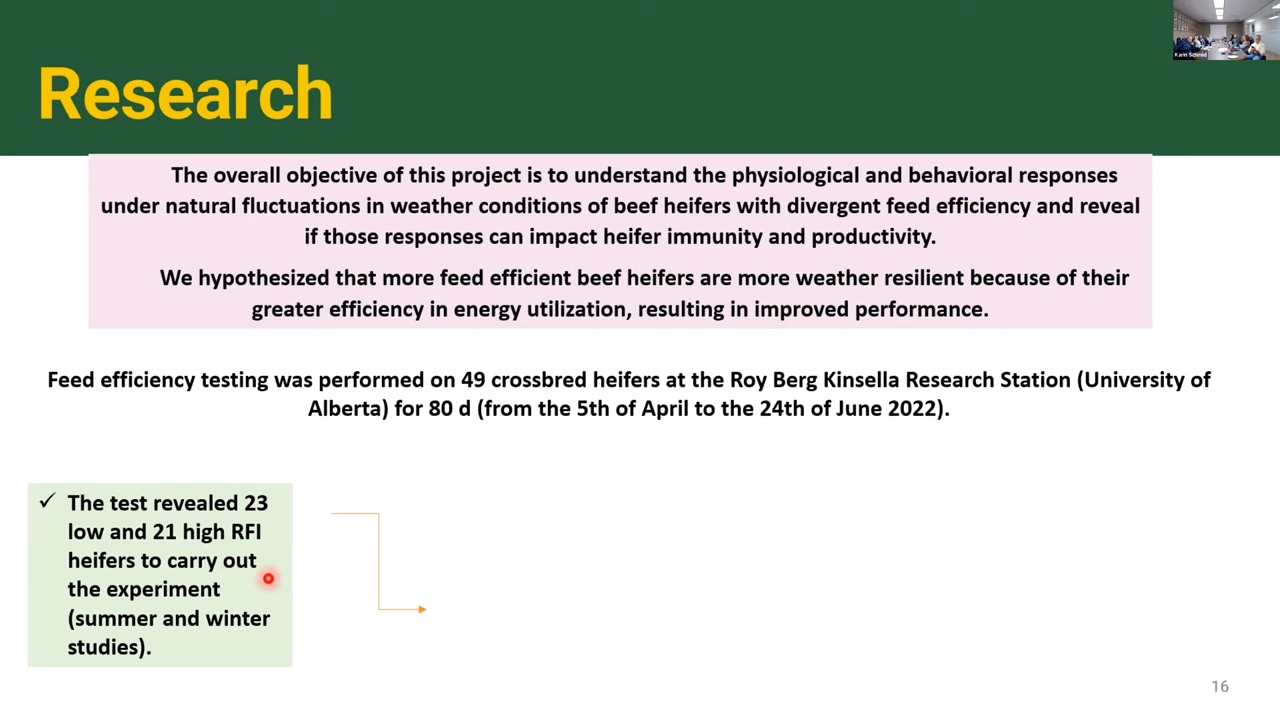 Karin Schmid
Research
The overall objective of this project is to understand the physiological and behavioral responses
under natural fluctuations in weather conditions of beef heifers with divergent feed efficiency and reveal
if those responses can impact heifer immunity and productivity.
We hypothesized that more feed efficient beef heifers are more weather resilient because of their
greater efficiency in energy utilization, resulting in improved performance.
Feed efficiency testing was performed on 49 crossbred heifers at the Roy Berg Kinsella Research Station (University of
Alberta) for 80 d (from the 5th of April to the 24th of June 2022).
✓ The test revealed 23
low and 21 high RFI
heifers to carry out
the experiment
(summer and winter
studies).
16